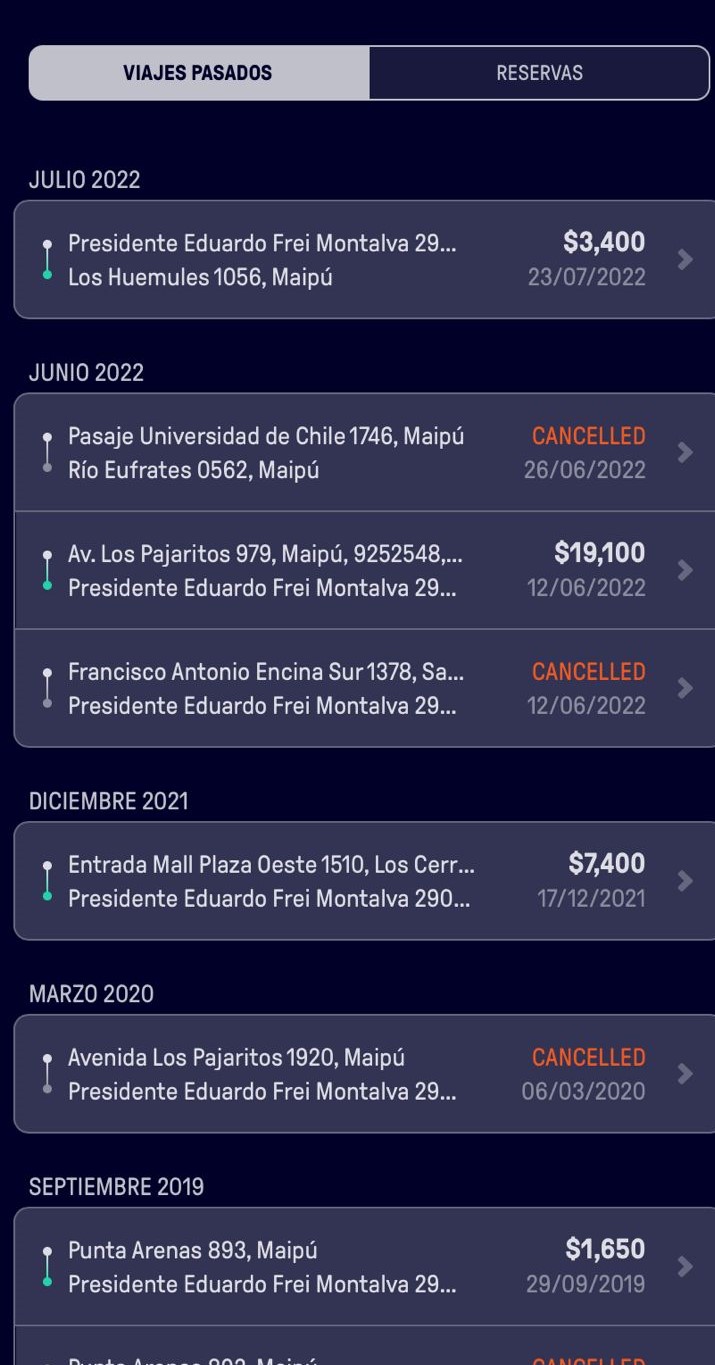 VIAJES PASADOS
RESERVAS
JULIO 2022
Presidente Eduardo Frei Montalva 29... $3,400
Los Huemules 1056, Maipú 23/07/2022
JUNIO 2022
Pasaje Universidad de Chile 1746, Maipú CANCELLED
Río Eufrates 0562, Maipú 26/06/2022
Av. Los Pajaritos 979, Maipú, 9252548,... $19,100
Presidente Eduardo Frei Montalva 29... 12/06/2022
Francisco Antonio Encina Sur 1378, Sa... CANCELLED
Presidente Eduardo Frei Montalva 29... 12/06/2022
DICIEMBRE 2021
Entrada Mall Plaza Oeste 1510, Los Cerr... $7,400
Presidente Eduardo Frei Montalva 290... 17/12/2021
MARZO 2020
Avenida Los Pajaritos 1920, Maipú CANCELLED
Presidente Eduardo Frei Montalva 29... 06/03/2020
SEPTIEMBRE 2019
Punta Arenas 893, Maipú $1,650
Presidente Eduardo Frei Montalva 29... 29/09/2019
Punta Arenas 893, Maipú CANCELLED